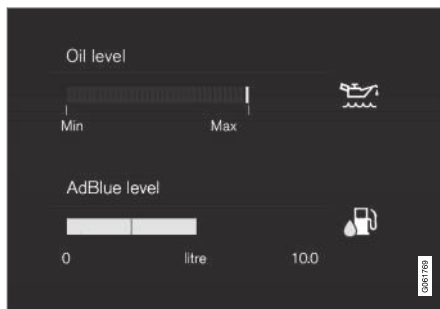 Oil level
Min Max
AdBlue level
0 litre 10.0
G061769